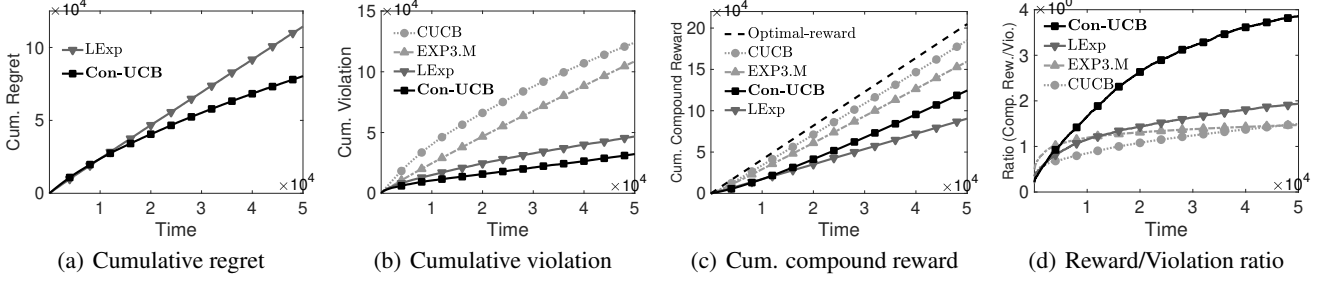 ×10⁴
10
5
0
Cum. Regret
LExp
Con-UCB
1 2 3 4 5
×10⁴
Time
(a) Cumulative regret
×10⁴
15
10
5
0
Cum. Violation
CUCB
EXP3.M
LExp
Con-UCB
1 2 3 4 5
×10⁴
Time
(b) Cumulative violation
×10⁴
20
15
10
5
0
Cum. Compound Reward
Optimal-reward
CUCB
EXP3.M
Con-UCB
LExp
1 2 3 4 5
×10⁴
Time
(c) Cum. compound reward
×10⁰
4
3
2
1
0
Ratio (Comp. Rew./Vio.)
Con-UCB
LExp
EXP3.M
CUCB
1 2 3 4 5
×10⁴
Time
(d) Reward/Violation ratio